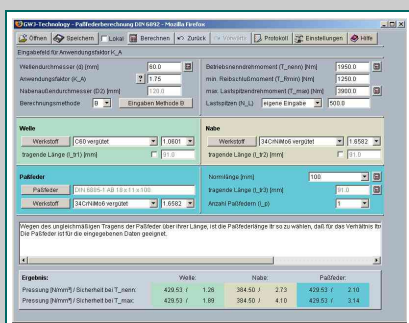 GWJ-Technology - Paßfederberechnung DIN 6892 - Mozilla Firefox
Öffnen Speichern Lokal Berechnen Zurück Vorwärts Protokoll Einstellungen Hilfe
Eingabefeld für Anwendungsfaktor K_A
Wellendurchmesser (d) [mm] 60.0
Anwendungsfaktor (K_A) ? 1.75
Nabenaußendurchmesser (D2) [mm] 120.0
Berechnungsmethode B Eingaben Methode B
Betriebsnenndrehmoment (T_nenn) [Nm] 1950.0
min. Reibschlußmoment (T_Rmin) [Nm] 1250.0
max. Lastspitzendrehmoment (T_max) [Nm] 3900.0
Lastspitzen (N_L) eigene Eingabe 500.0
Welle
Werkstoff C60 vergütet 1.0601
tragende Länge (l_tr1) [mm] 91.0
Nabe
Werkstoff 34CrNiMo6 vergütet 1.6582
tragende Länge (l_tr2) [mm] 91.0
Paßfeder
Paßfeder DIN 6885-1 AB 18 x 11 x 100
Werkstoff 34CrNiMo6 vergütet 1.6582
Normlänge [mm] 100
tragende Länge (l_tr3) [mm] 91.0
Anzahl Paßfedern (i_p) 1
Wegen des ungleichmäßigen Tragens der Passfeder über ihrer Länge, ist die Paßfederlänge ltr so zu wählen, daß für das Verhältnis ltr
Die Paßfeder ist für die eingegebenen Daten geeignet.
Ergebnis: Welle: Nabe: Paßfeder:
Pressung [N/mm²] / Sicherheit bei T_nenn: 429.53 / 1.26 384.50 / 2.73 429.53 / 2.10
Pressung [N/mm²] / Sicherheit bei T_max: 429.53 / 1.89 384.50 / 4.10 429.53 / 3.14